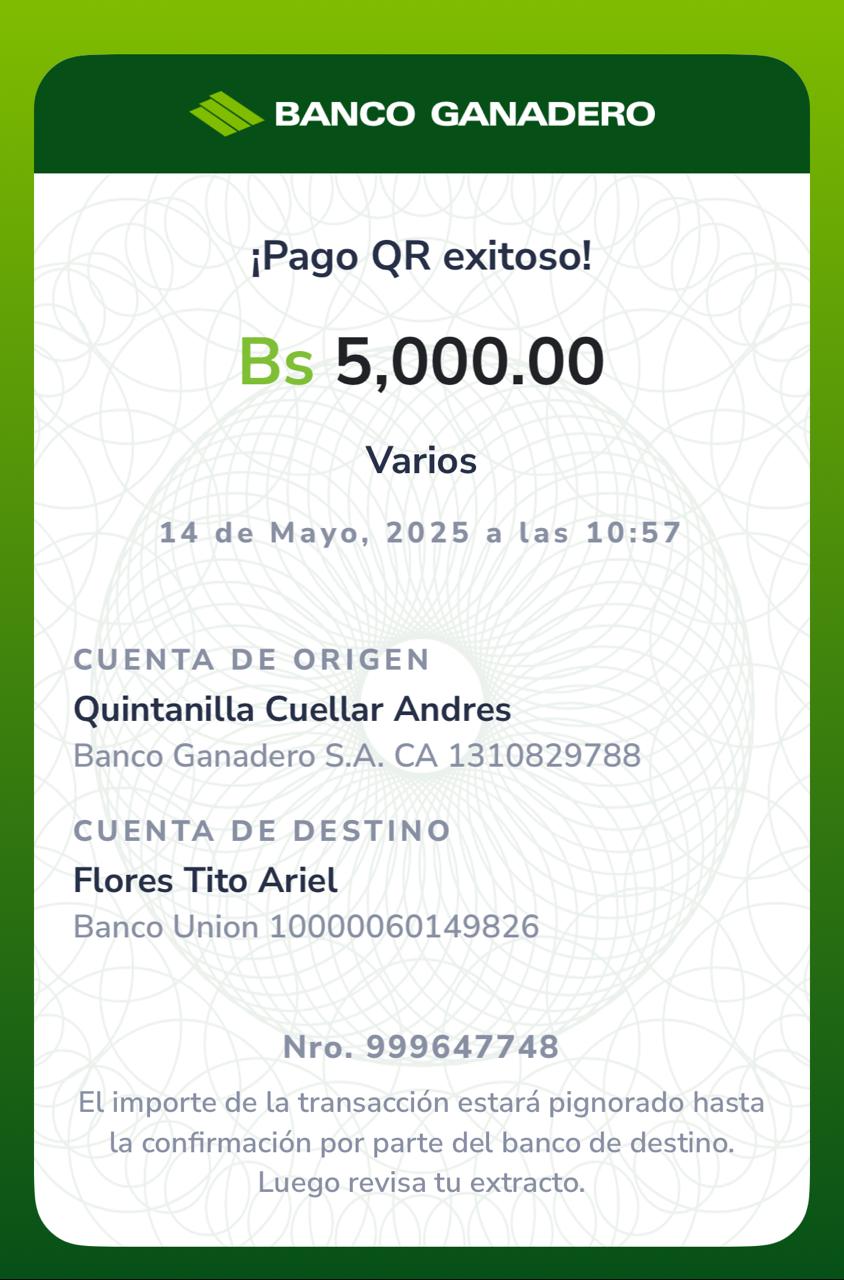 BANCO GANADERO
¡Pago QR exitoso!
Bs 5,000.00
Varios
14 de Mayo, 2025 a las 10:57
CUENTA DE ORIGEN
Quintanilla Cuellar Andres
Banco Ganadero S.A. CA 1310829788
CUENTA DE DESTINO
Flores Tito Ariel
Banco Union 10000060149826
Nro. 999647748
El importe de la transacción estará pignorado hasta
la confirmación por parte del banco de destino.
Luego revisa tu extracto.